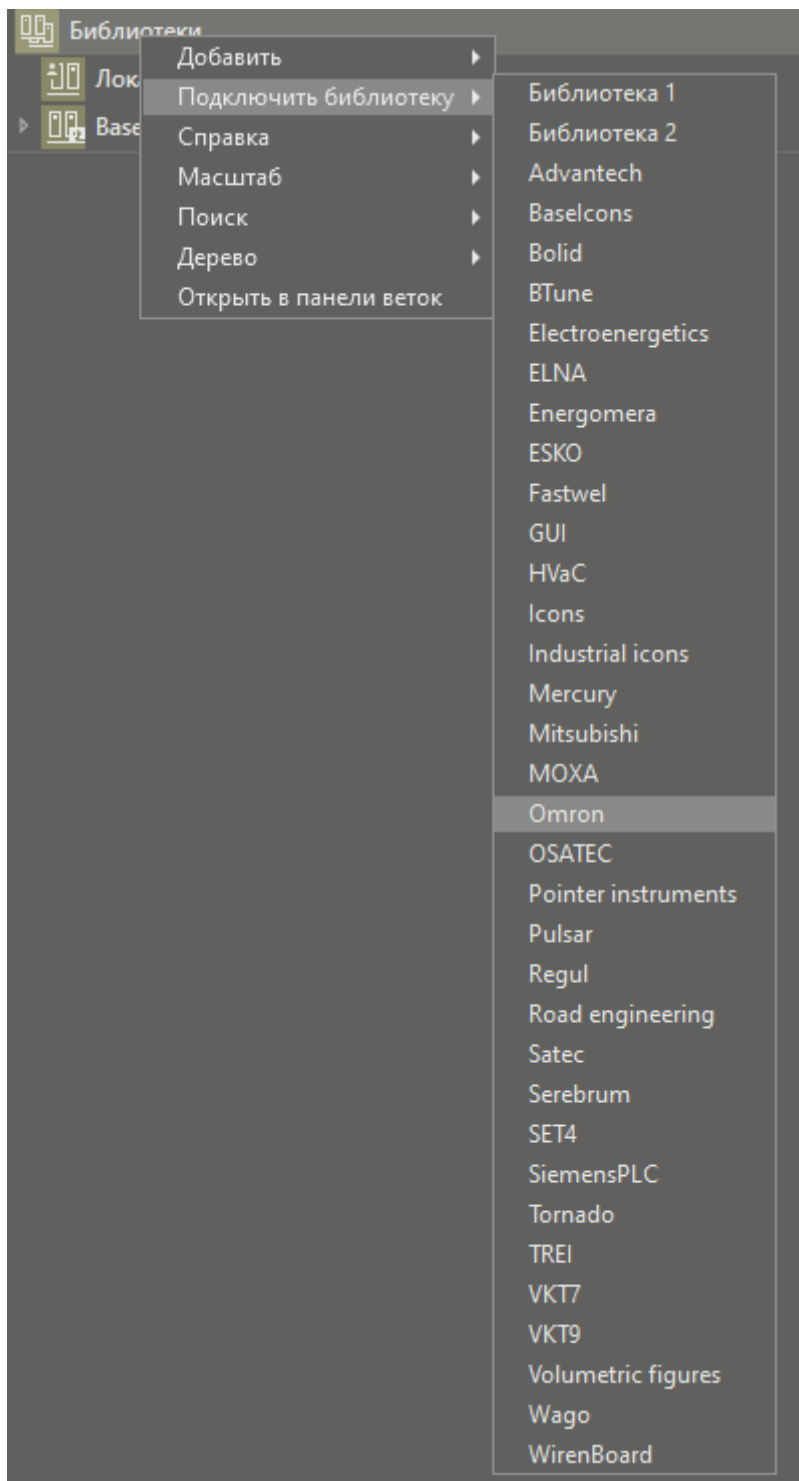 Библиотеки
Добавить
Лок
Подключить библиотеку
Base
Справка
Масштаб
Поиск
Дерево
Открыть в панели веток
Библиотека 1
Библиотека 2
Advantech
BaseIcons
Bolid
BTune
Electroenergetics
ELNA
Energomera
ESKO
Fastwel
GUI
HVaC
Icons
Industrial icons
Mercury
Mitsubishi
MOXA
Omron
OSATEC
Pointer instruments
Pulsar
Regul
Road engineering
Satec
Serebrum
SET4
SiemensPLC
Tornado
TREI
VKT7
VKT9
Volumetric figures
Wago
WirenBoard